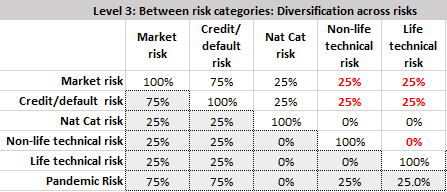 Level 3: Between risk categories: Diversification across risks
Market risk Credit/ default risk Nat Cat risk Non-life technical risk Life technical risk
Market risk 100% 75% 25% 25% 25%
Credit/default risk 75% 100% 25% 25% 25%
Nat Cat risk 25% 25% 100% 0% 0%
Non-life technical risk 25% 25% 0% 100% 0%
Life technical risk 25% 25% 0% 0% 100%
Pandemic Risk 75% 75% 0% 25% 25.0%